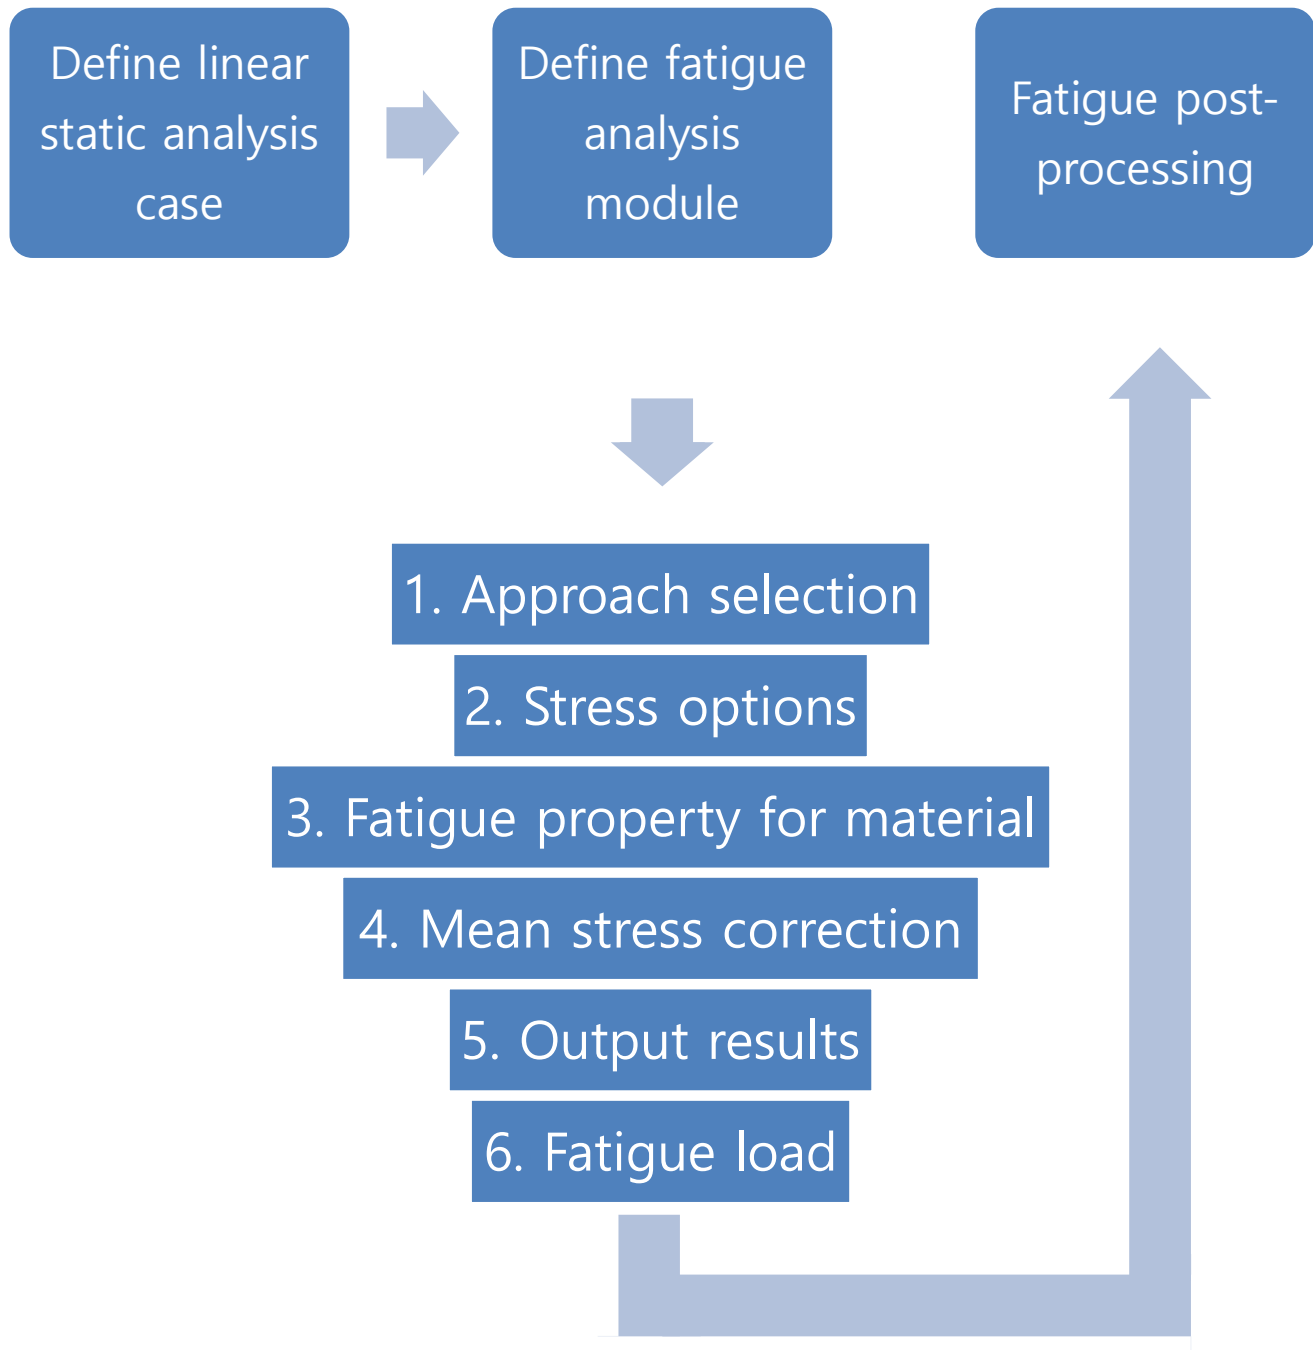 Define linear
static analysis
case
Define fatigue
analysis
module
Fatigue post-
processing
1. Approach selection
2. Stress options
3. Fatigue property for material
4. Mean stress correction
5. Output results
6. Fatigue load